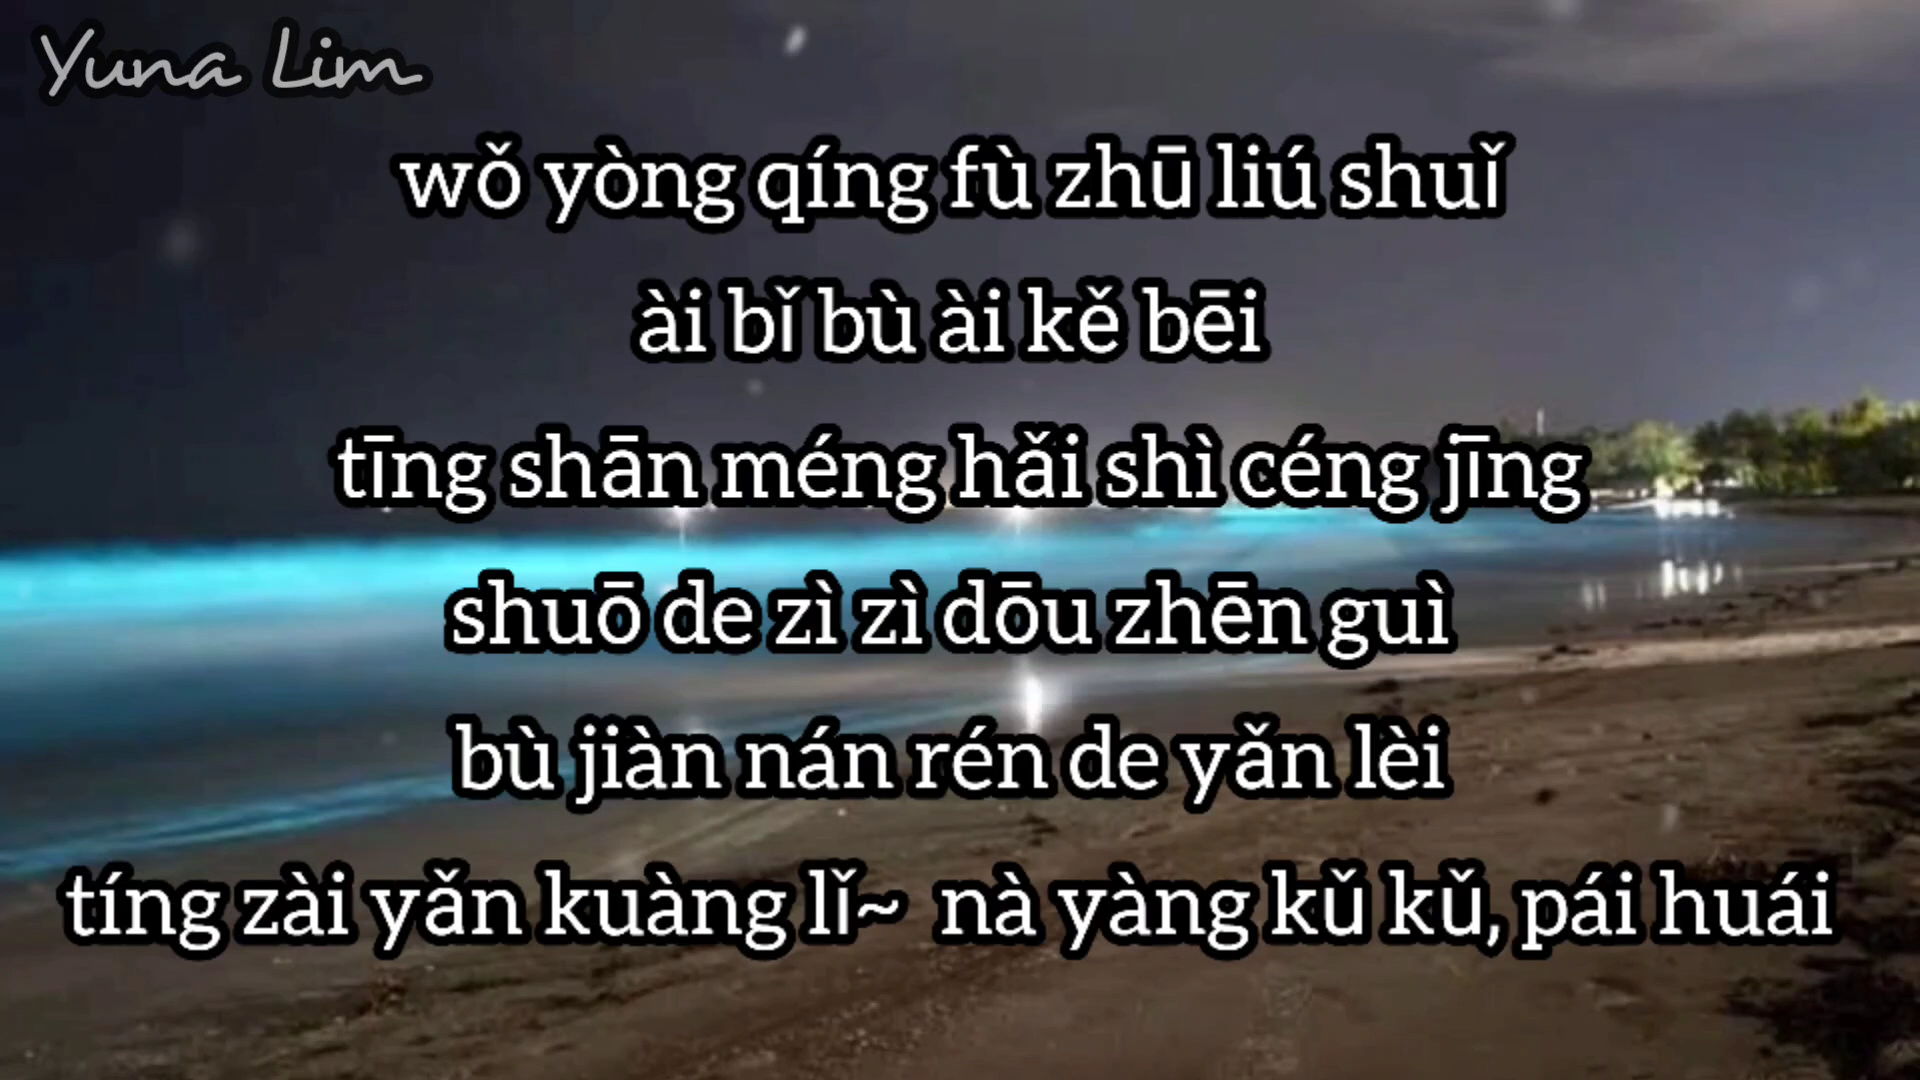 Yuna Lim
wǒ yòng qíng fù zhū liú shuǐ
ài bǐ bù ài kě bēi
tīng shān méng hǎi shì céng jīng
shuō de zì zì dōu zhēn guì
bù jiàn nán rén de yǎn lèi
tíng zài yǎn kuàng lǐ~ nà yàng kǔ kǔ, pái huái